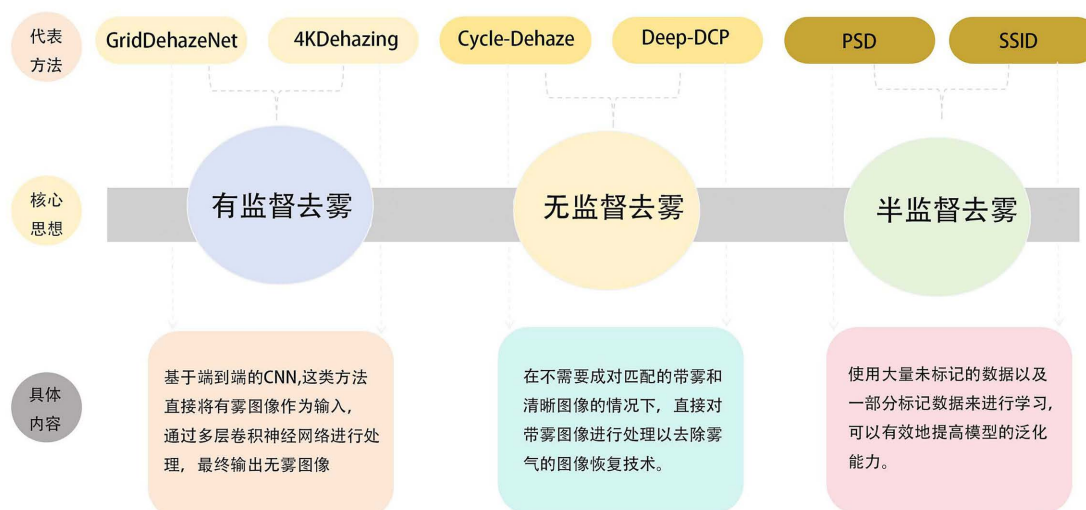 代表
方法
GridDehazeNet
4KDehazing
Cycle-Dehaze
Deep-DCP
PSD
SSID
核心
思想
有监督去雾
无监督去雾
半监督去雾
具体
内容
基于端到端的CNN,这类方法
直接将有雾图像作为输入,
通过多层卷积神经网络进行处
理,最终输出无雾图像
在不需要成对匹配的带雾和
清晰图像的情况下,直接对
带雾图像进行处理以去除雾
气的图像恢复技术。
使用大量未标记的数据以及
一部分标记数据来进行学习,
可以有效地提高模型的泛化
能力。